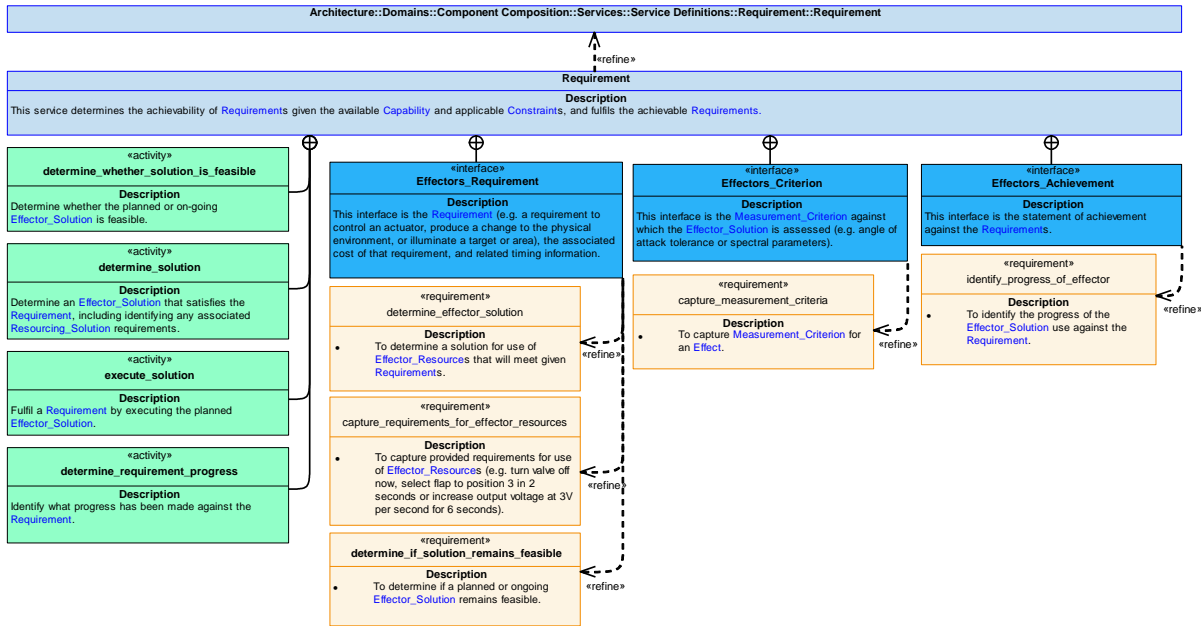 Architecture::Domains::Component Composition::Services::Service Definitions::Requirement::Requirement
«refine»
Requirement
Description
This service determines the achievability of Requirements given the available Capability and applicable Constraints, and fulfils the achievable Requirements.
«activity»
determine_whether_solution_is_feasible
Description
Determine whether the planned or on-going
Effector_Solution is feasible.
«activity»
determine_solution
Description
Determine an Effector_Solution that satisfies the
Requirement, including identifying any associated
Resourcing_Solution requirements.
«activity»
execute_solution
Description
Fulfil a Requirement by executing the planned
Effector_Solution.
«activity»
determine_requirement_progress
Description
Identify what progress has been made against the
Requirement.
«interface»
Effectors_Requirement
Description
This interface is the Requirement (e.g. a requirement to
control an actuator, produce a change to the physical
environment, or illuminate a target or area), the associated
cost of that requirement, and related timing information.
«requirement»
determine_effector_solution
Description
• To determine a solution for use of
Effector_Resources that will meet given
Requirements.
«refine»
«requirement»
capture_requirements_for_effector_resources
Description
• To capture provided requirements for use
of Effector_Resources (e.g. turn valve off
now, select flap to position 3 in 2
seconds or increase output voltage at 3V
per second for 6 seconds).
«refine»
«requirement»
determine_if_solution_remains_feasible
Description
• To determine if a planned or ongoing
Effector_Solution remains feasible.
«refine»
«interface»
Effectors_Criterion
Description
This interface is the Measurement_Criterion against
which the Effector_Solution is assessed (e.g. angle of
attack tolerance or spectral parameters).
«requirement»
capture_measurement_criteria
Description
• To capture Measurement_Criterion for
an Effect.
«refine»
«interface»
Effectors_Achievement
Description
This interface is the statement of achievement
against the Requirements.
«requirement»
identify_progress_of_effector
Description
• To identify the progress of the
Effector_Solution use against the
Requirement.
«refine»